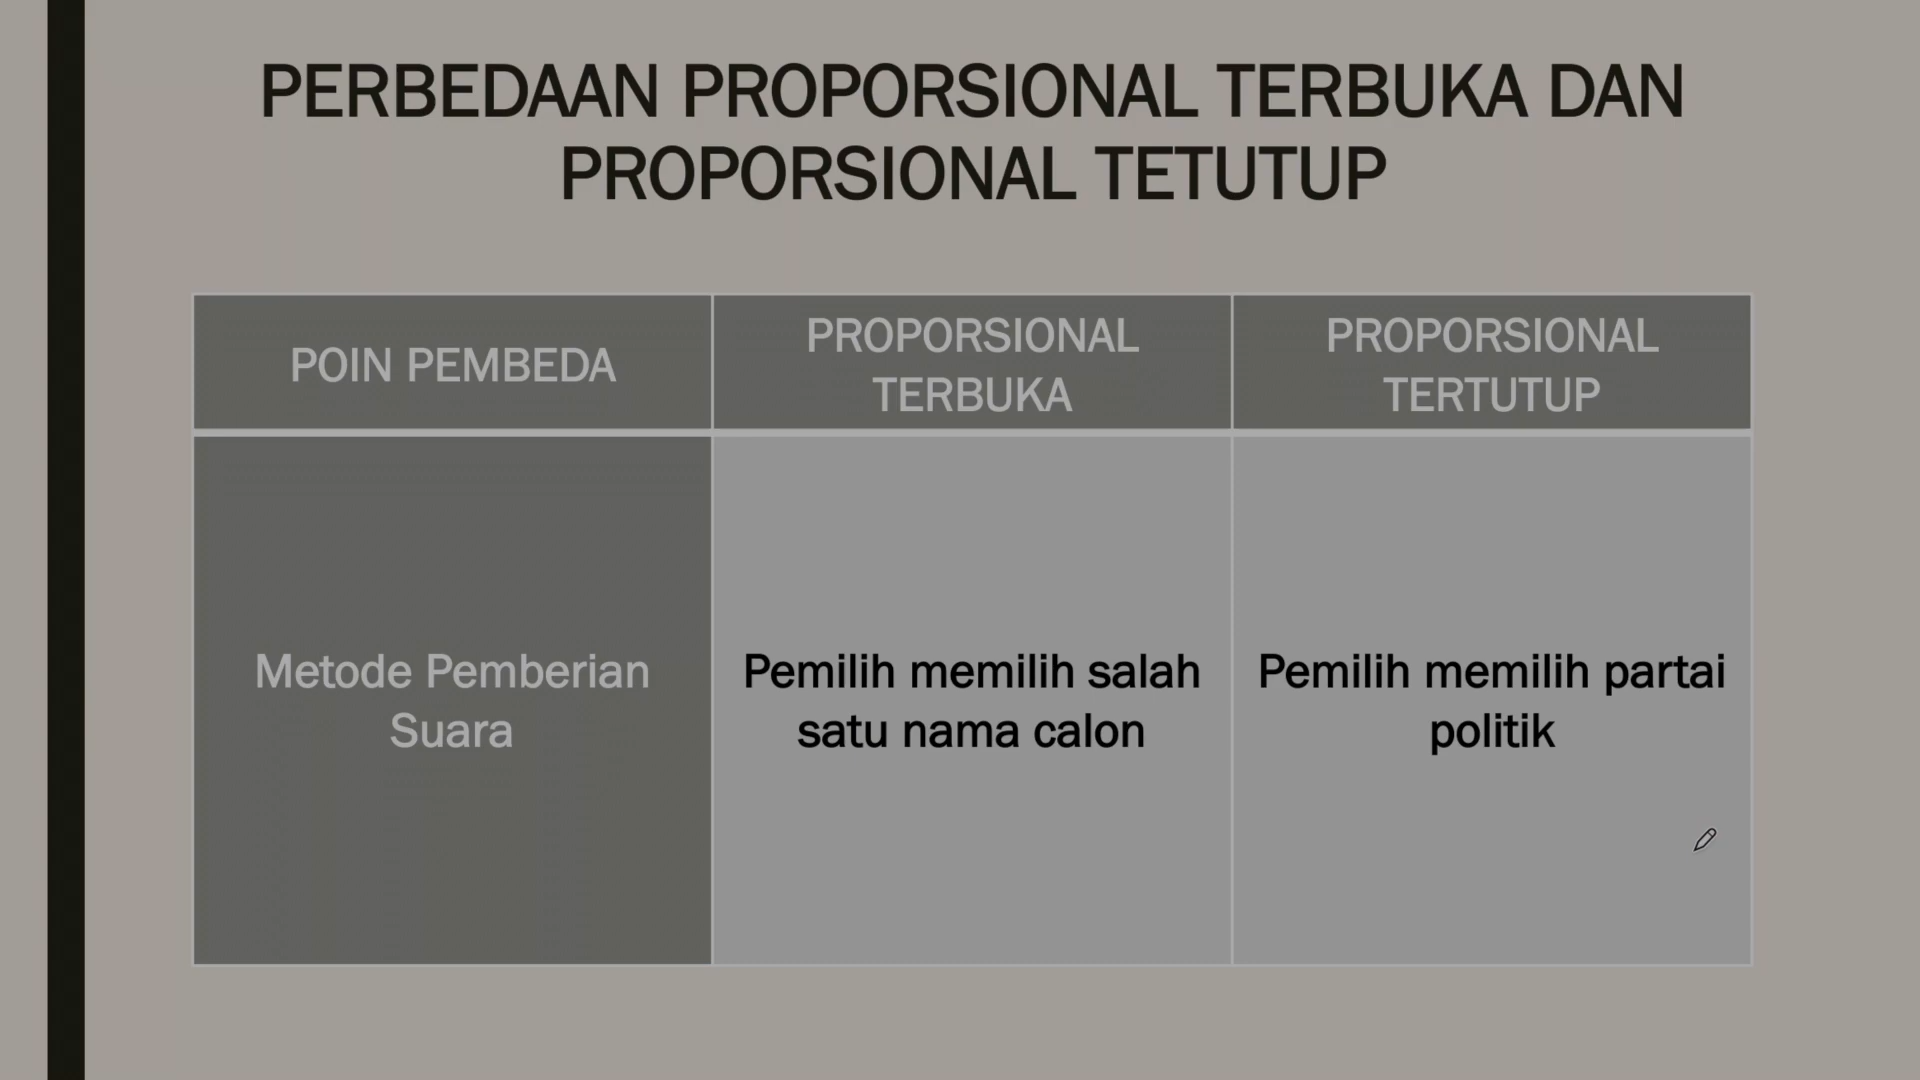 PERBEDAAN PROPORSIONAL TERBUKA DAN
PROPORSIONAL TETUTUP
POIN PEMBEDA
PROPORSIONAL
TERBUKA
PROPORSIONAL
TERTUTUP
Metode Pemberian
Suara
Pemilih memilih salah
satu nama calon
Pemilih memilih partai
politik